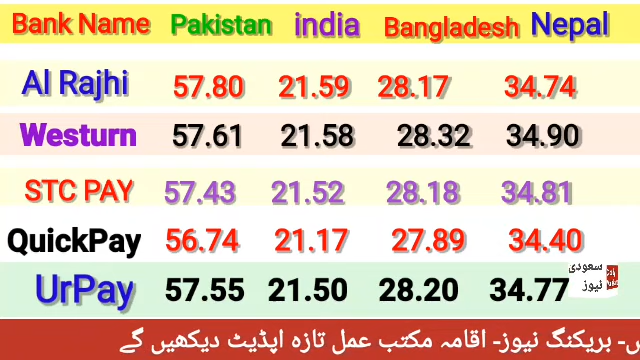 Bank Name Pakistan india Bangladesh Nepal
Al Rajhi 57.80 21.59 28.17 34.74
Westurn 57.61 21.58 28.32 34.90
STC PAY 57.43 21.52 28.18 34.81
QuickPay 56.74 21.17 27.89 34.40
UrPay 57.55 21.50 28.20 34.77
سعودی
نیوز
بریکنگ نیوز- اقامہ مکتب عمل تازہ اپڈیٹ دیکھیں گے